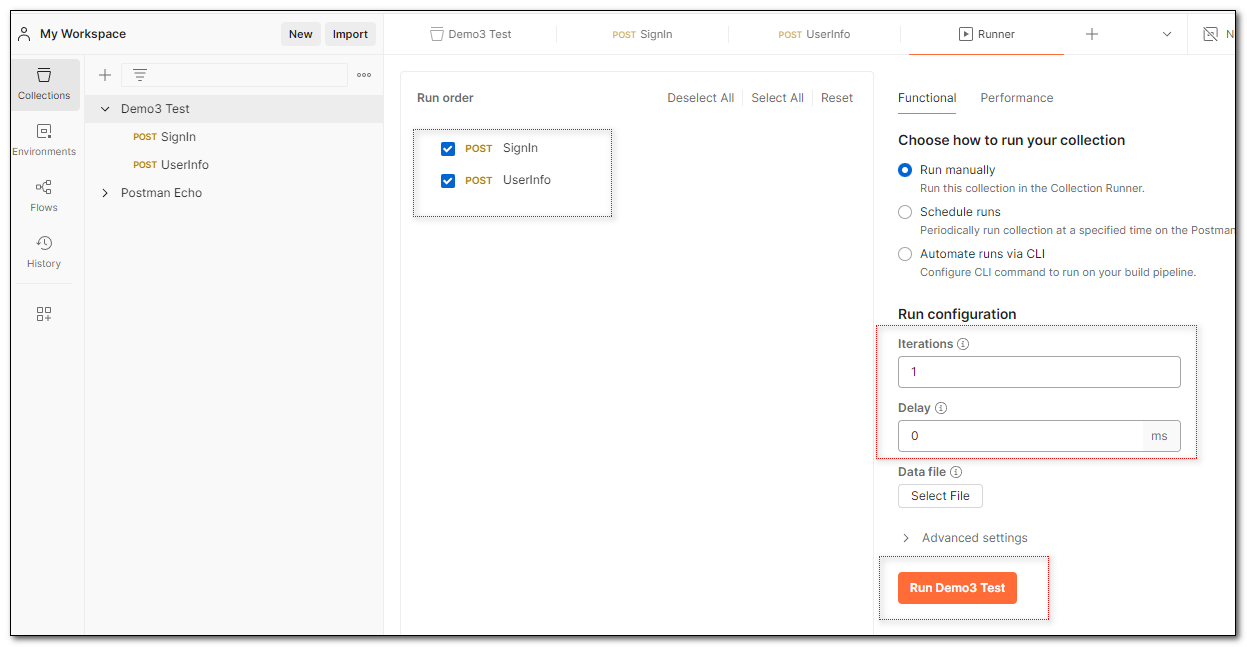 My Workspace
New
Import
Demo3 Test
POST SignIn
POST UserInfo
Runner
N
Collections
Environments
Flows
History
Demo3 Test
POST SignIn
POST UserInfo
Postman Echo
Run order
Deselect All
Select All
Reset
POST SignIn
POST UserInfo
Functional
Performance
Choose how to run your collection
Run manually
Run this collection in the Collection Runner.
Schedule runs
Periodically run collection at a specified time on the Postman
Automate runs via CLI
Configure CLI command to run on your build pipeline.
Run configuration
Iterations
1
Delay
0 ms
Data file
Select File
Advanced settings
Run Demo3 Test